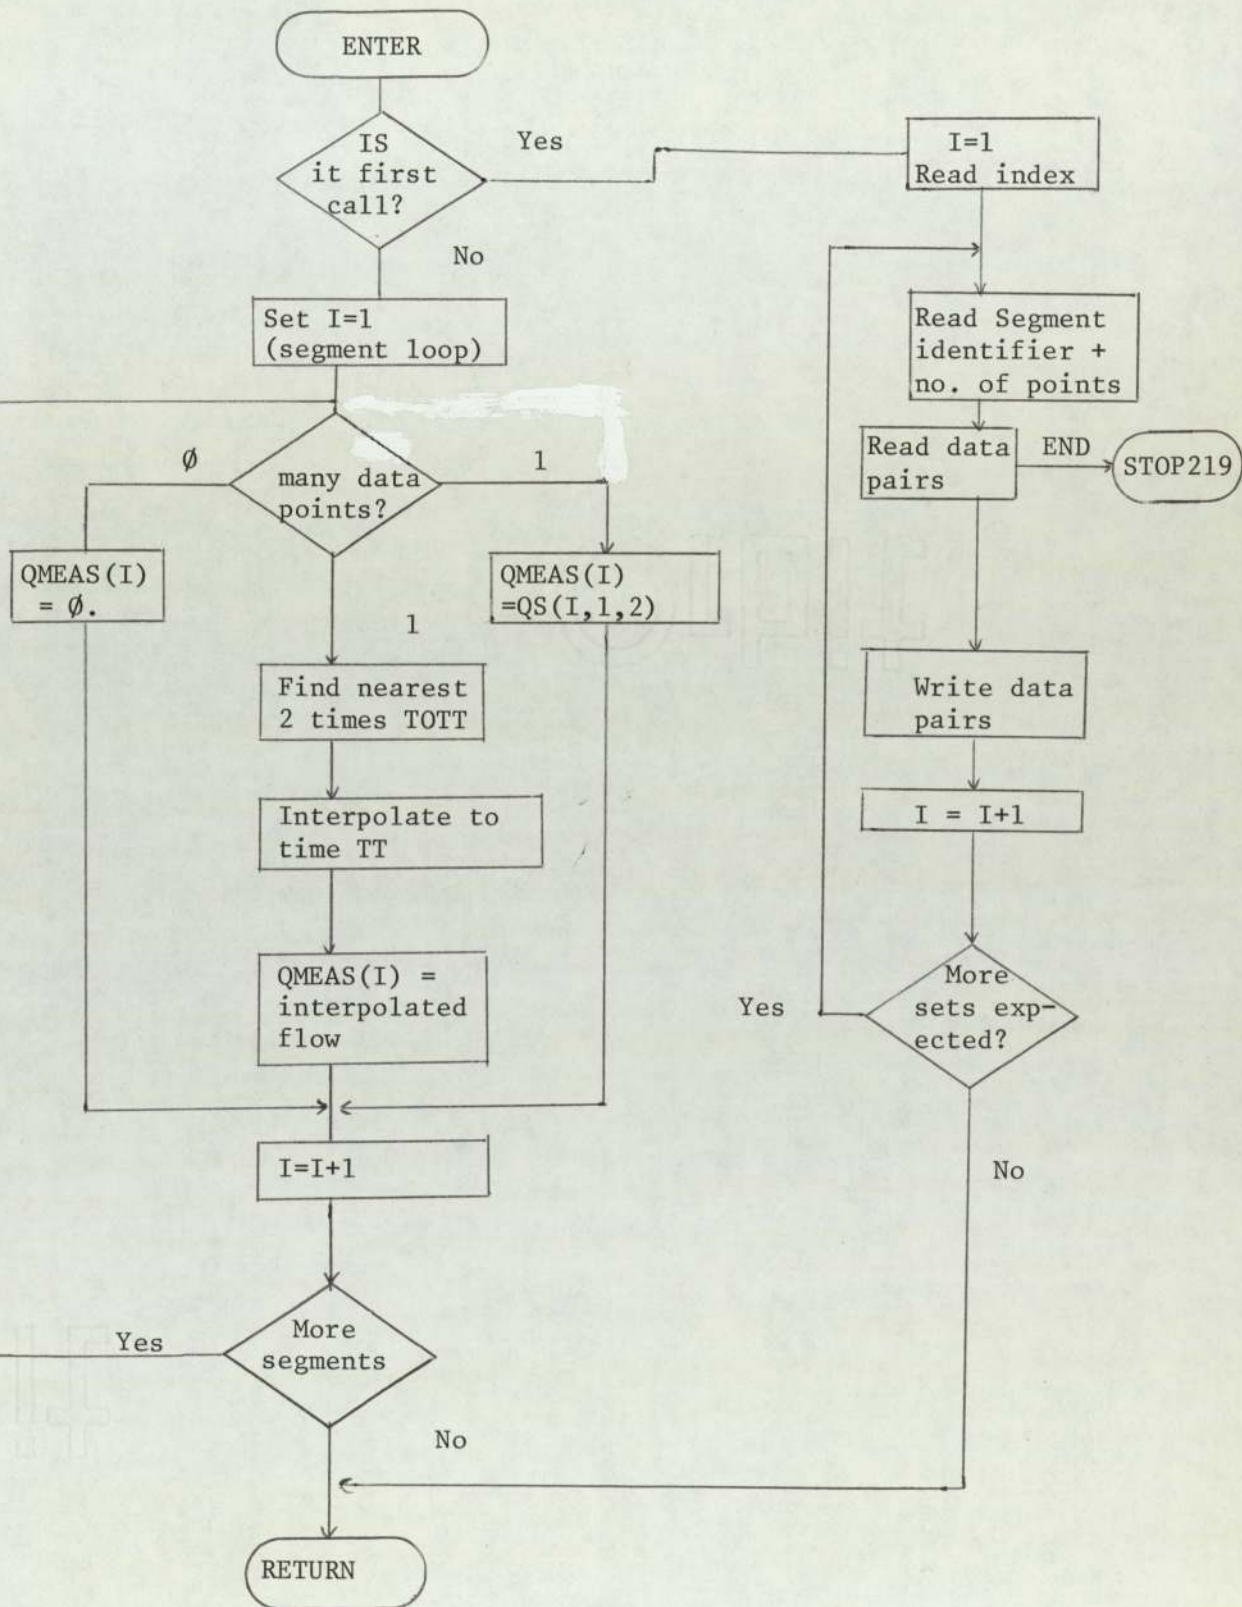 ENTER
IS
it first
call?
Yes
No
I=1
Read index
Set I=1
(segment loop)
Read Segment
identifier +
no. of points
Ø
many data
points?
1
Read data
pairs
END
STOP219
QMEAS(I)
= Ø.
1
QMEAS(I)
=QS(I,1,2)
Find nearest
2 times TOTT
Write data
pairs
Interpolate to
time TT
I = I+1
QMEAS(I) =
interpolated
flow
Yes
More
sets exp-
ected?
I=I+1
No
Yes
More
segments
No
RETURN